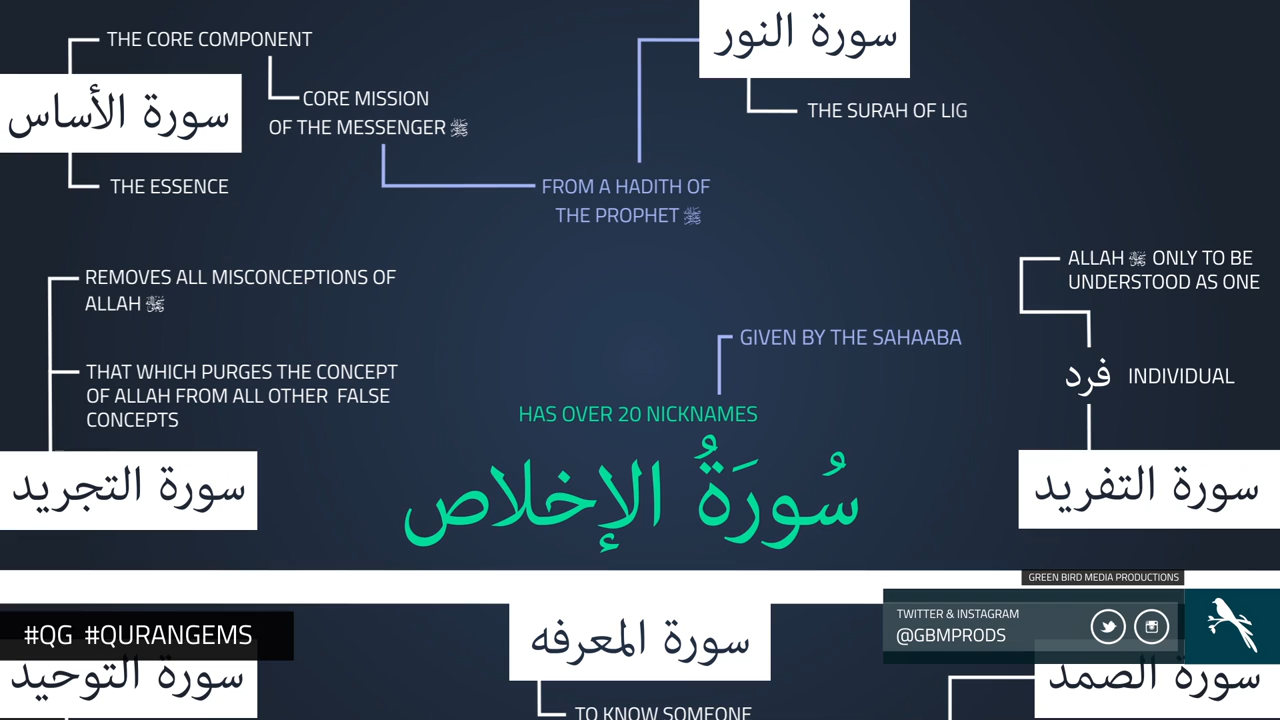 THE CORE COMPONENT
سورة الأساس
CORE MISSION
OF THE MESSENGER ﷺ
THE ESSENCE
سورة النور
THE SURAH OF LIG
FROM A HADITH OF
THE PROPHET ﷺ
REMOVES ALL MISCONCEPTIONS OF
ALLAH ﷻ
THAT WHICH PURGES THE CONCEPT
OF ALLAH FROM ALL OTHER FALSE
CONCEPTS
سورة التجريد
GIVEN BY THE SAHAABA
HAS OVER 20 NICKNAMES
سُورَةُ الإِخلاص
ALLAH ﷻ ONLY TO BE
UNDERSTOOD AS ONE
فرد INDIVIDUAL
سورة التفريد
GREEN BIRD MEDIA PRODUCTIONS
TWITTER & INSTAGRAM
@GBMPRODS
#QG #QURANGEMS
سورة التوحيد
سورة المعرفه
TO KNOW SOMEONE
سورة الصمد